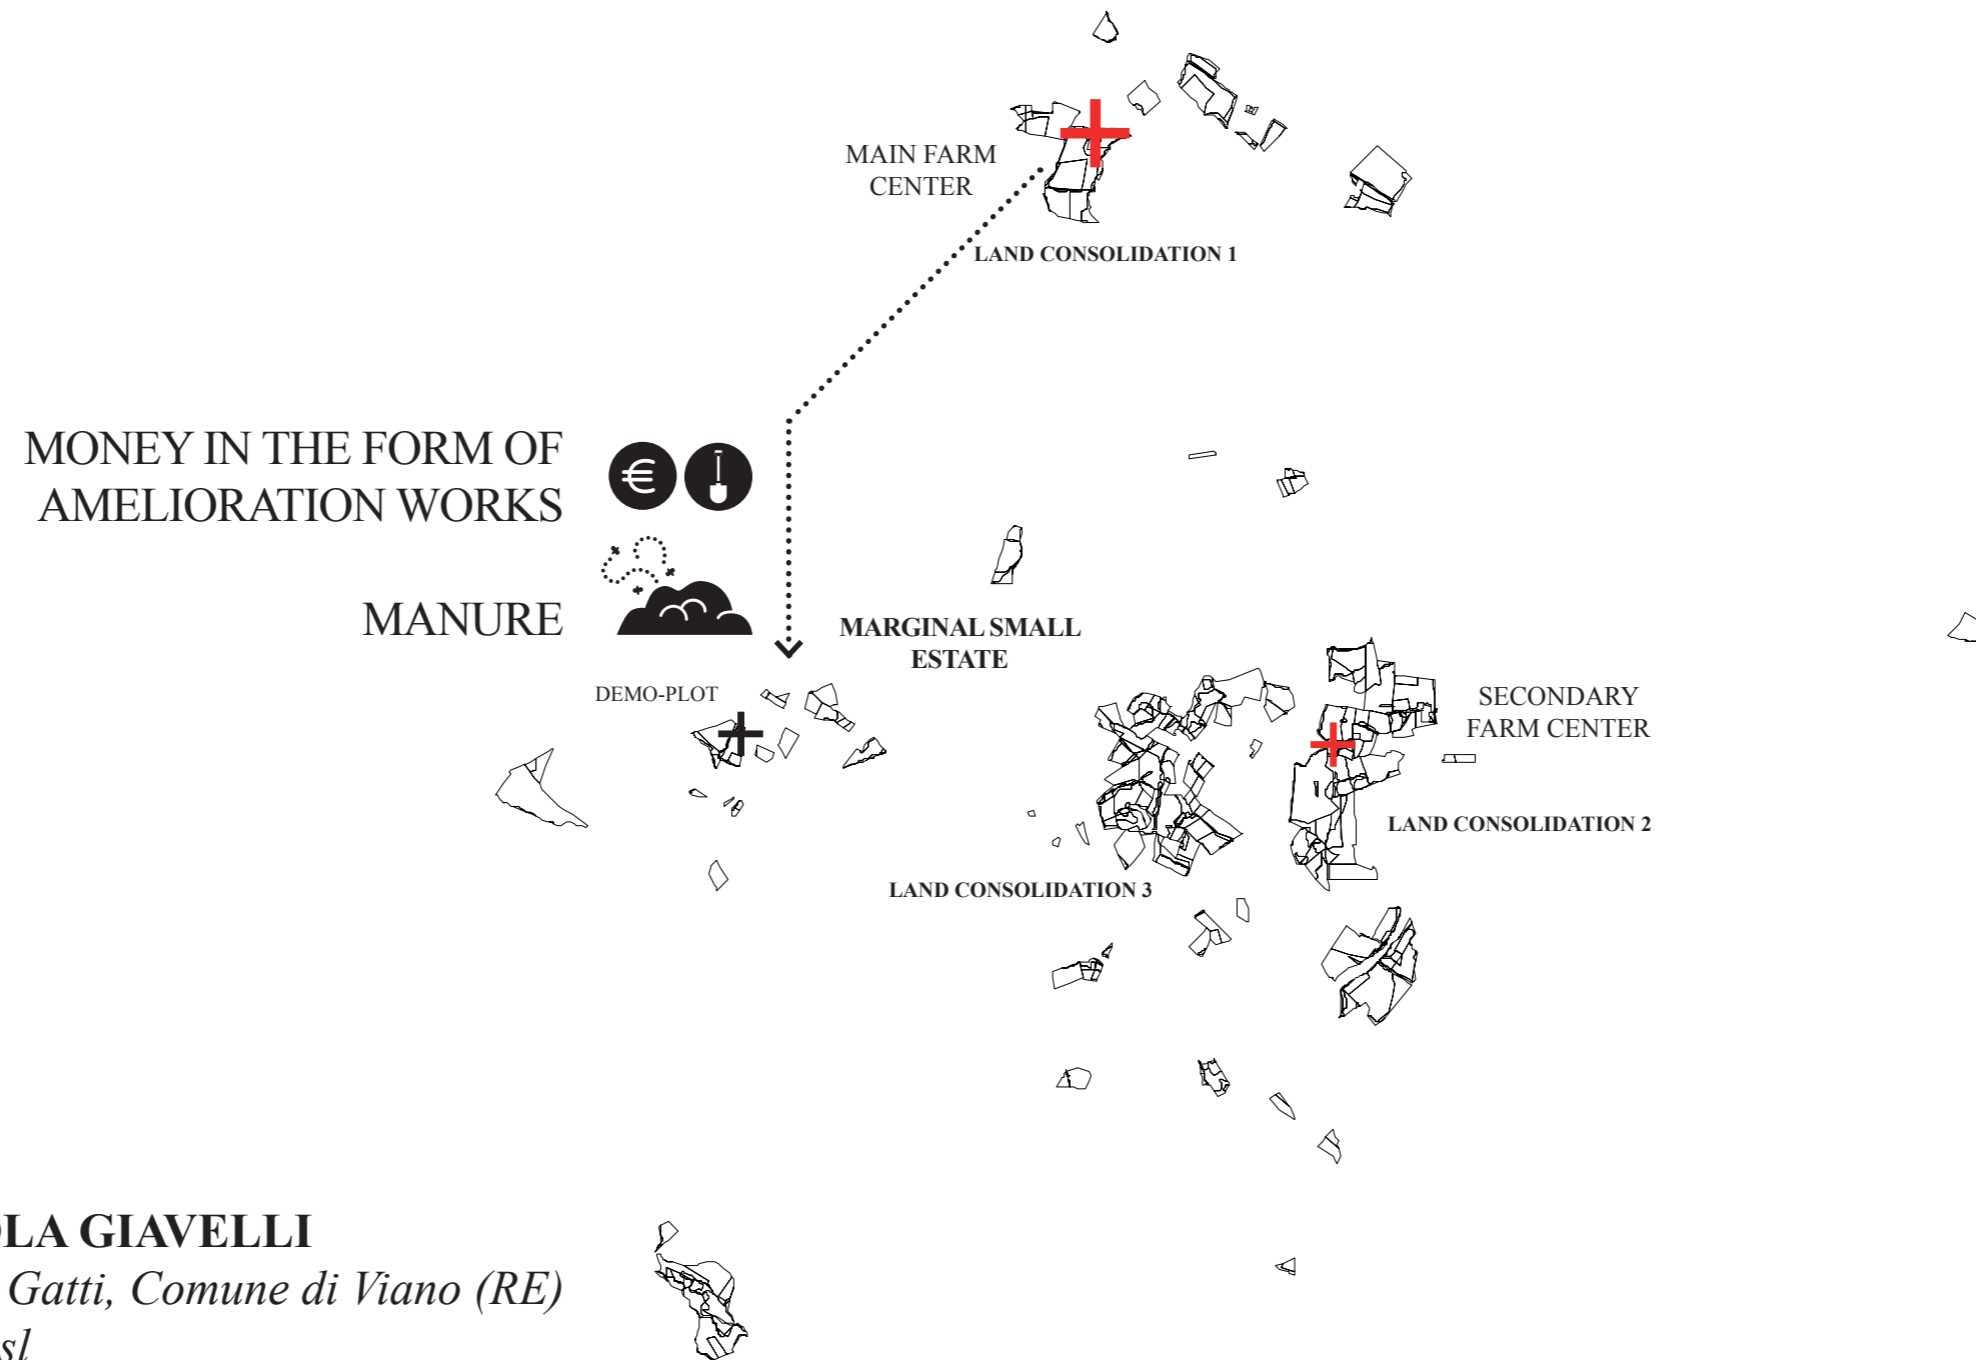 MAIN FARM
CENTER
LAND CONSOLIDATION 1
MONEY IN THE FORM OF
AMELIORATION WORKS
€
MANURE
MARGINAL SMALL
ESTATE
DEMO-PLOT
SECONDARY
FARM CENTER
LAND CONSOLIDATION 2
LAND CONSOLIDATION 3
GIAVELLI
Gatti, Comune di Viano (RE)